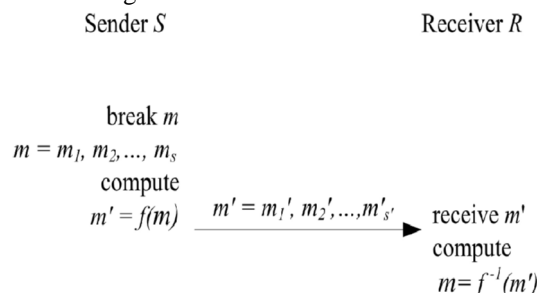 Sender S
Receiver R
break m
m = m₁, m₂,..., mₛ
compute
m' = f(m)
m' = m₁', m₂',...,m'ₛ'
receive m'
compute
m= f⁻¹(m')